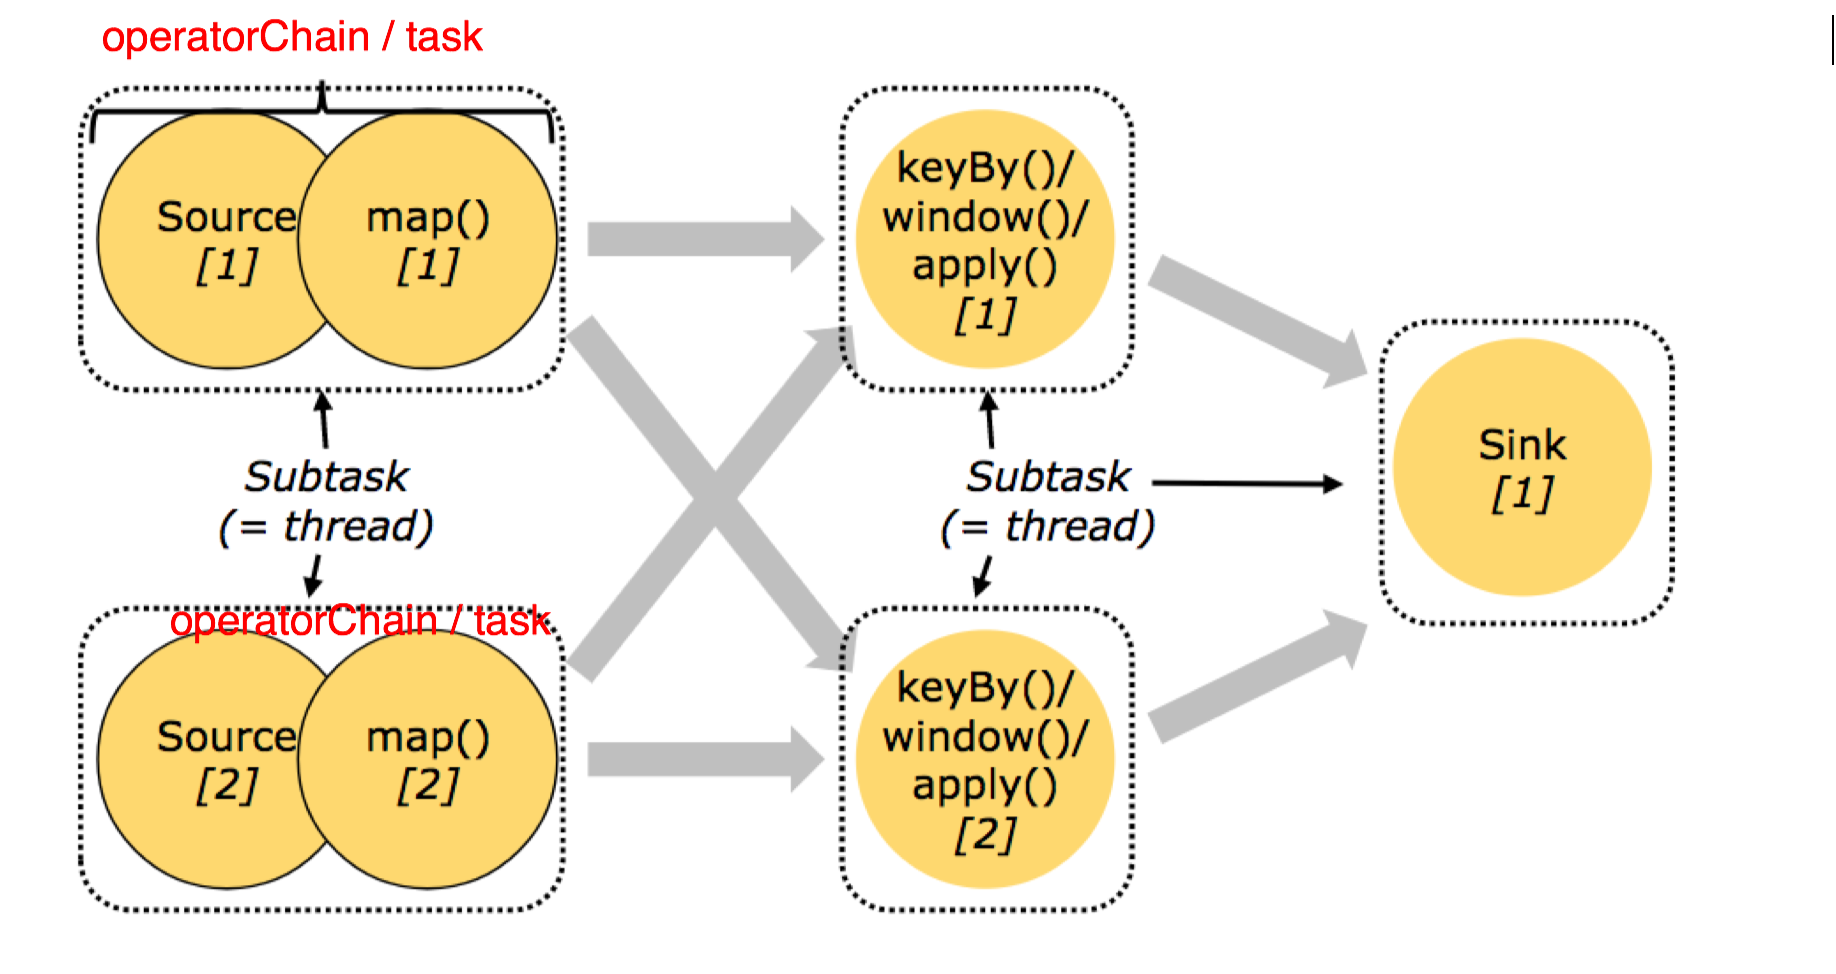 operatorChain / task
Source
[1]
map()
[1]
keyBy()/
window()/
apply()
[1]
Subtask
(= thread)
Subtask
(= thread)
Sink
[1]
operatorChain / task
Source
[2]
map()
[2]
keyBy()/
window()/
apply()
[2]